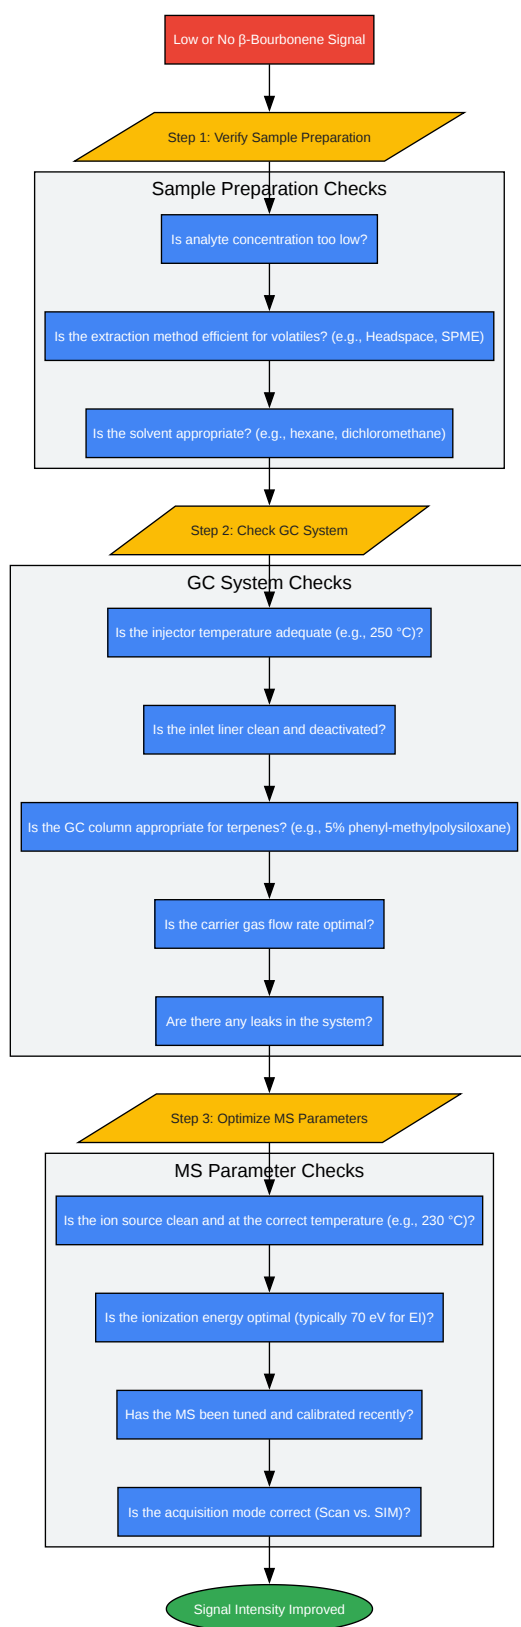 Low or No β-Bourbonene Signal
Step 1: Verify Sample Preparation
Sample Preparation Checks
Is analyte concentration too low?
Is the extraction method efficient for volatiles? (e.g., Headspace, SPME)
Is the solvent appropriate? (e.g., hexane, dichloromethane)
Step 2: Check GC System
GC System Checks
Is the injector temperature adequate (e.g., 250 °C)?
Is the inlet liner clean and deactivated?
Is the GC column appropriate for terpenes? (e.g., 5% phenyl-methylpolysiloxane)
Is the carrier gas flow rate optimal?
Are there any leaks in the system?
Step 3: Optimize MS Parameters
MS Parameter Checks
Is the ion source clean and at the correct temperature (e.g., 230 °C)?
Is the ionization energy optimal (typically 70 eV for EI)?
Has the MS been tuned and calibrated recently?
Is the acquisition mode correct (Scan vs. SIM)?
Signal Intensity Improved